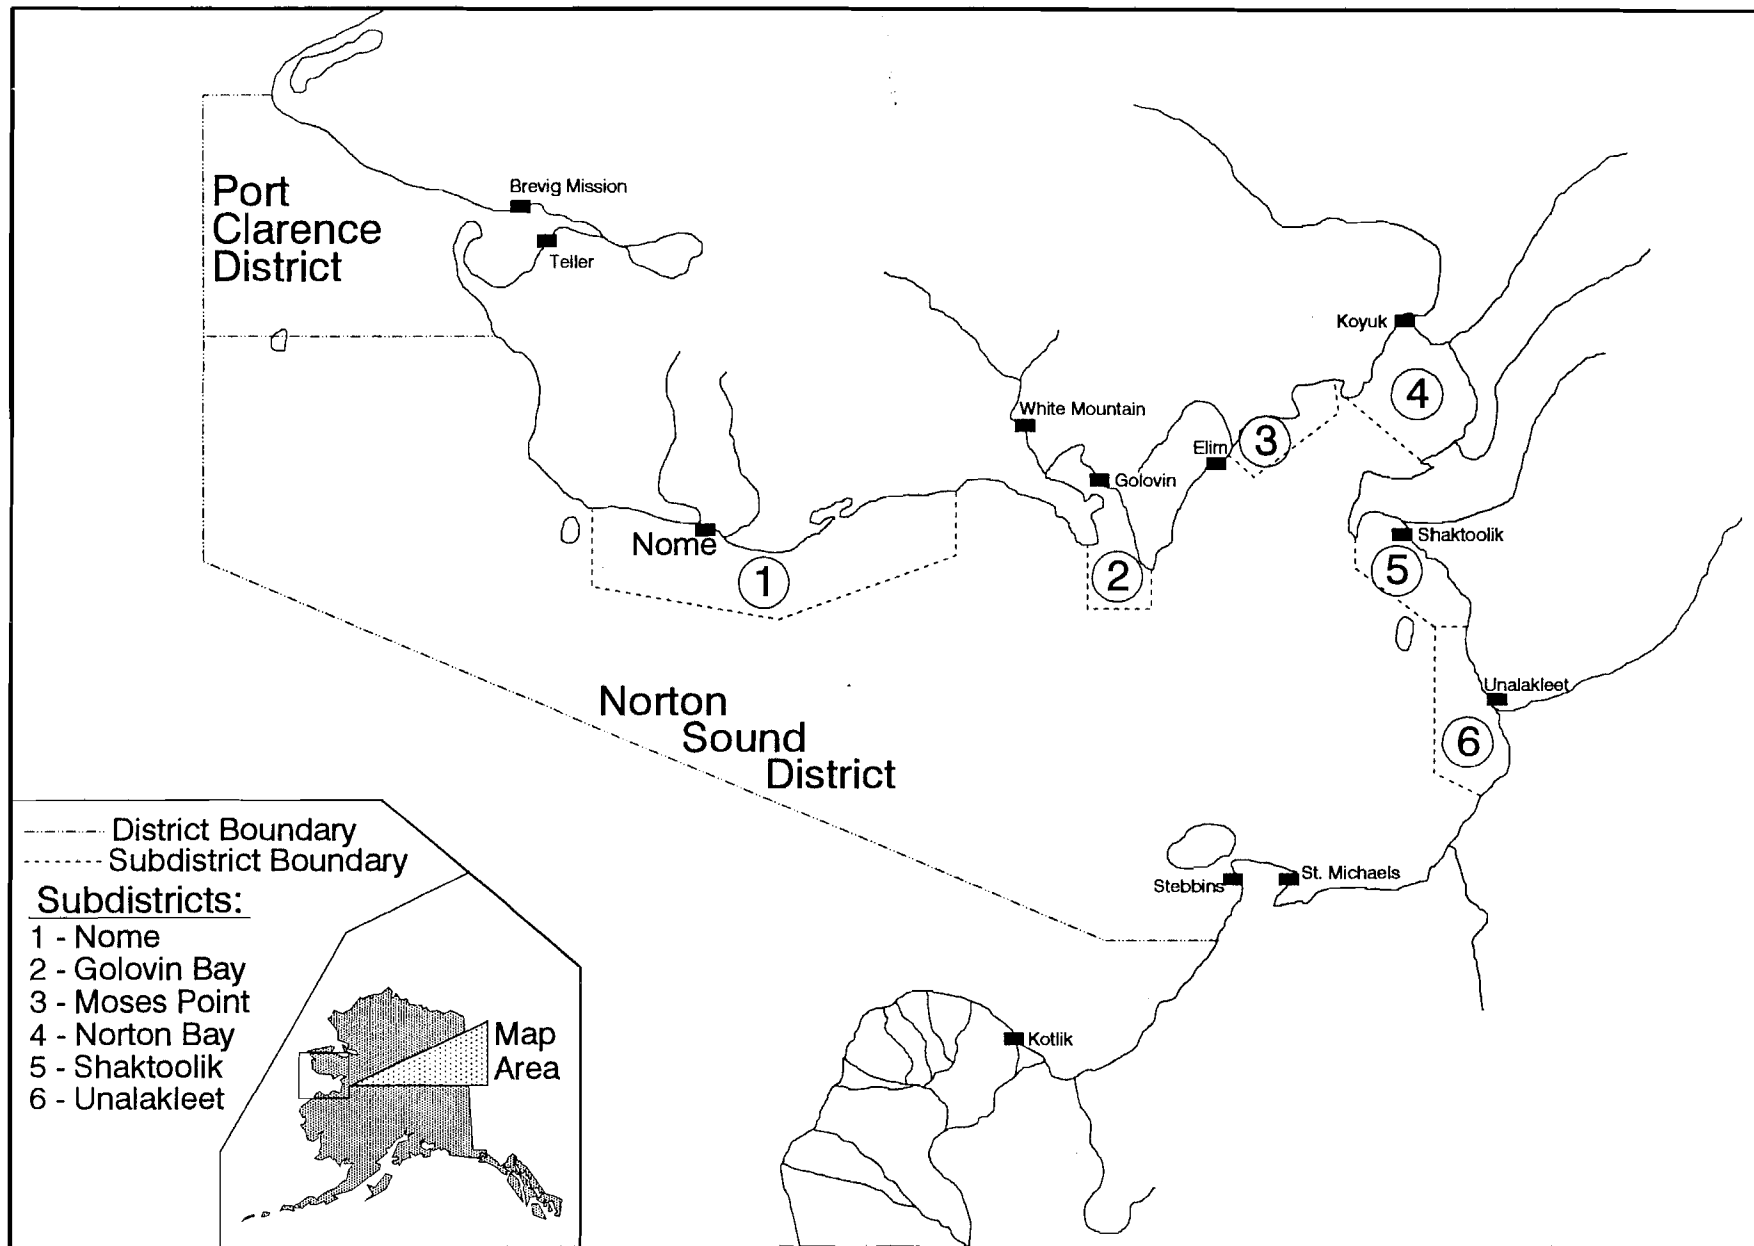 Port
Clarence
District
Brevig Mission
Teller
Koyuk
4
White Mountain
3
Elim
Golovin
Nome
Shaktoolik
1
2
5
Unalakleet
Norton
Sound
District
6
Stebbins
St. Michaels
Kotlik
District Boundary
Subdistrict Boundary
Subdistricts:
1 - Nome
2 - Golovin Bay
3 - Moses Point
4 - Norton Bay
5 - Shaktoolik
6 - Unalakleet
Map
Area